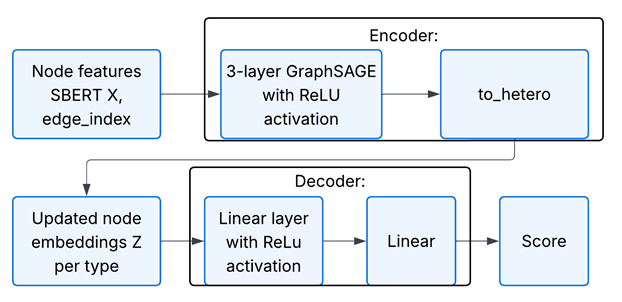 Encoder:
Node features
SBERT X,
edge_index
3-layer GraphSAGE
with ReLU
activation
to_hetero
Decoder:
Updated node
embeddings Z
per type
Linear layer
with ReLu
activation
Linear
Score